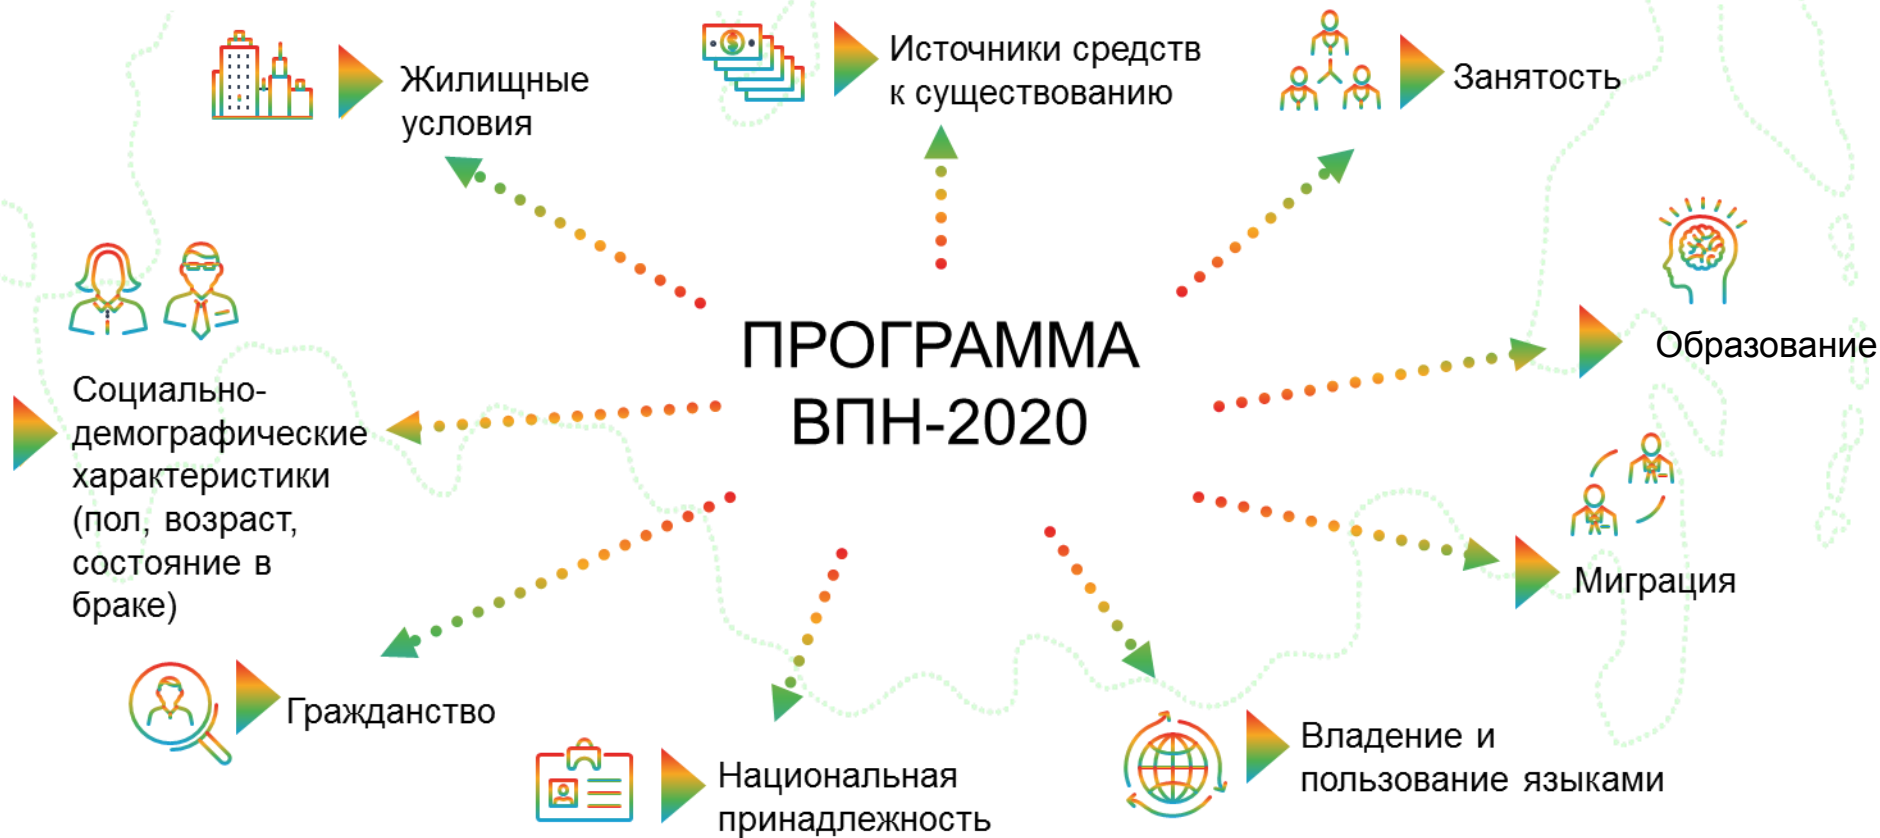 Жилищные
условия
Источники средств
к существованию
Занятость
Образование
ПРОГРАММА
ВПН-2020
Социально-
демографические
характеристики
(пол, возраст,
состояние в
браке)
Миграция
Гражданство
Национальная
принадлежность
Владение и
пользование языками